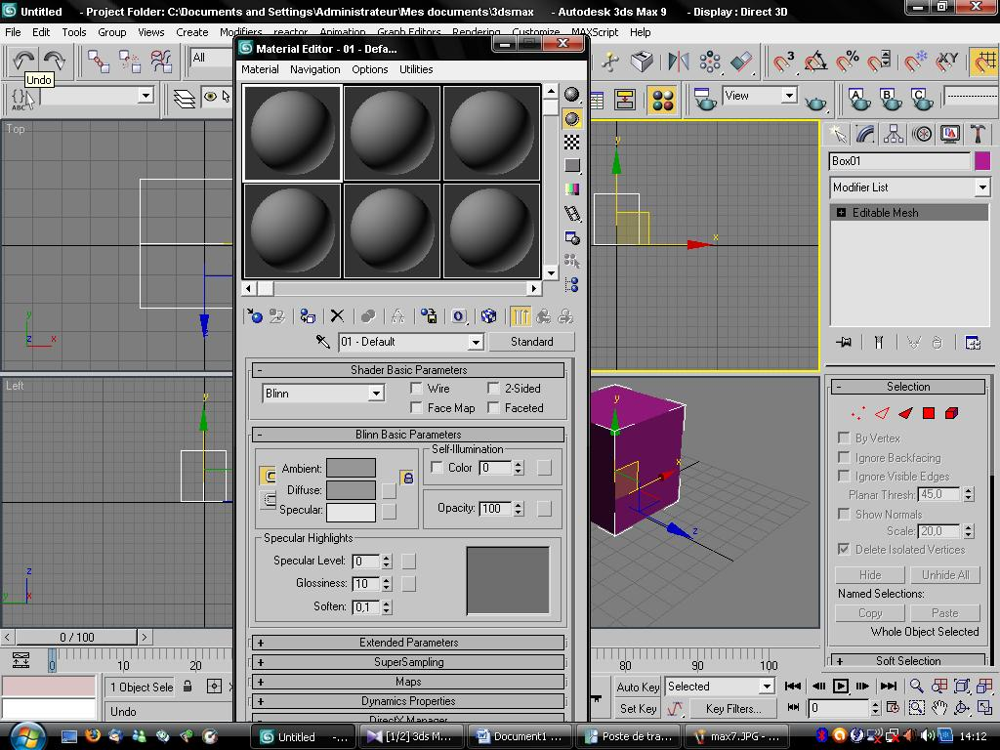 Untitled - Project Folder: C:\Documents and Settings\Administrateur\Mes documents\3dsmax - Autodesk 3ds Max 9 - Display : Direct 3D
File Edit Tools Group Views Create Modifiers reactor Animation Graph Editors Rendering Customize MAXScript Help
Material Editor - 01 - Defa...
All
Undo
Material Navigation Options Utilities
ABC
View
A B C
3 3 % XY
Top
Left
Box01
Modifier List
Editable Mesh
01 - Default
Standard
Shader Basic Parameters
Blinn
Wire
2-Sided
Face Map
Faceted
Blinn Basic Parameters
Ambient:
Diffuse:
Specular:
Self-Illumination
Color 0
Opacity: 100
Specular Highlights
Specular Level: 0
Glossiness: 10
Soften: 0,1
Extended Parameters
SuperSampling
Maps
Dynamics Properties
DirectX Manager
Selection
By Vertex
Ignore Backfacing
Ignore Visible Edges
Planar Thresh: 45,0
Show Normals
Scale: 20,0
Delete Isolated Vertices
Hide
Unhide All
Named Selections:
Copy
Paste
Whole Object Selected
Soft Selection
y
x
z
y
x
z
y
y
x
z
y
x
z
0 / 100
0 10 20 80 90 100
1 Object Sele
Undo
Auto Key
Selected
Set Key
Key Filters...
0
Untitled -...
[1/2] 3ds M...
Document1 ...
Poste de tra...
max7.JPG - ...
14:12